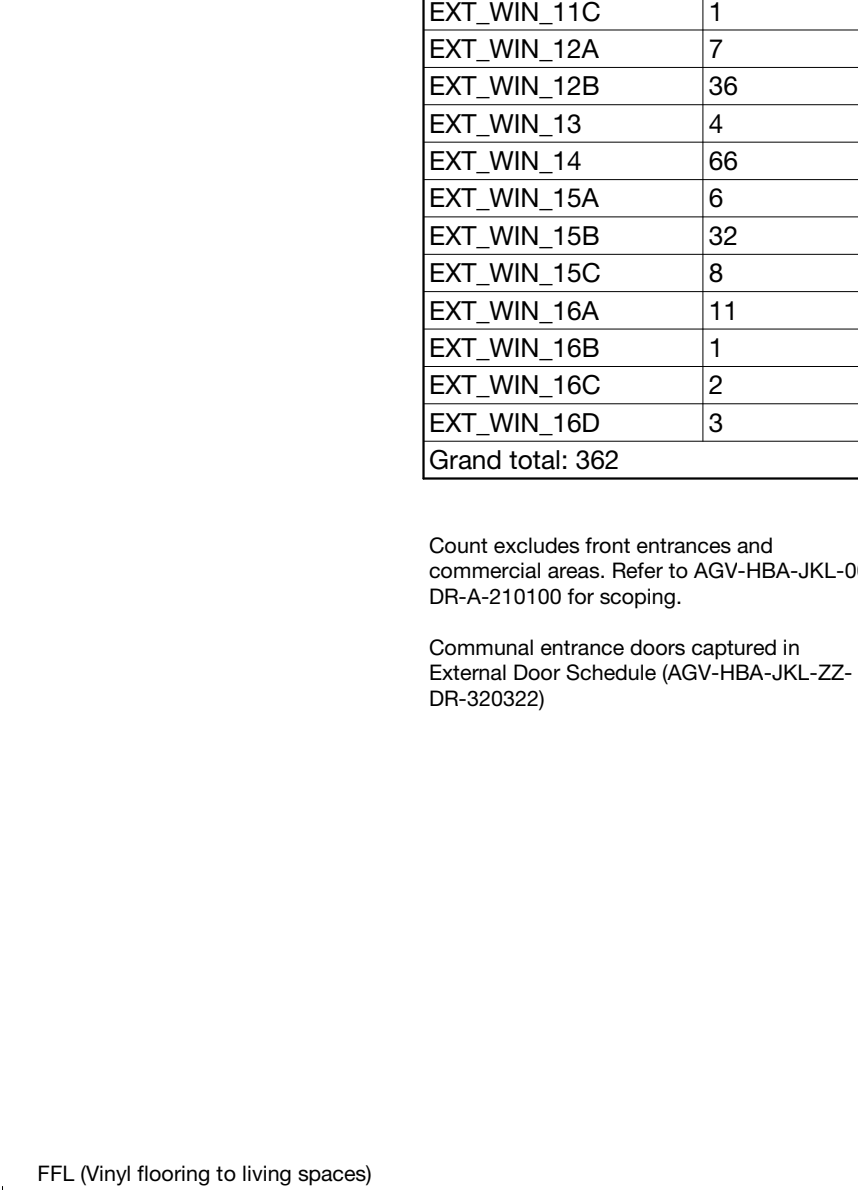 EXT_WIN_11C 1
EXT_WIN_12A 7
EXT_WIN_12B 36
EXT_WIN_13 4
EXT_WIN_14 66
EXT_WIN_15A 6
EXT_WIN_15B 32
EXT_WIN_15C 8
EXT_WIN_16A 11
EXT_WIN_16B 1
EXT_WIN_16C 2
EXT_WIN_16D 3
Grand total: 362
Count excludes front entrances and
commercial areas. Refer to AGV-HBA-JKL-00
DR-A-210100 for scoping.
Communal entrance doors captured in
External Door Schedule (AGV-HBA-JKL-ZZ-
DR-320322)
FFL (Vinyl flooring to living spaces)